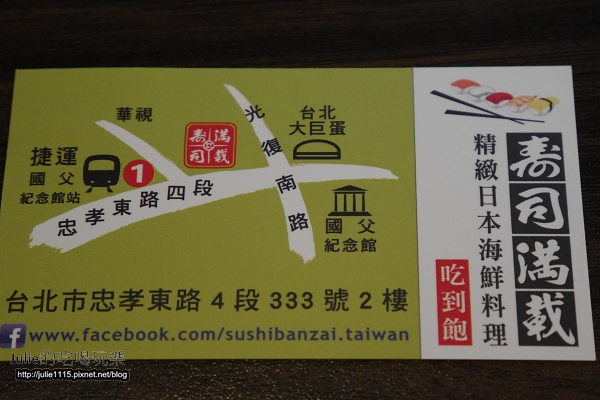 華視
台北
大巨蛋
捷運
國父
紀念館站
1
壽司滿載
光復南路
忠孝東路四段
國父
紀念館
台北市忠孝東路4段333號2樓
f www.facebook.com/sushibanzai.taiwan
壽司滿載
精緻日本海鮮料理
吃到飽
Julie的吃喝玩樂
http://julie1115.pixnet.net/blog